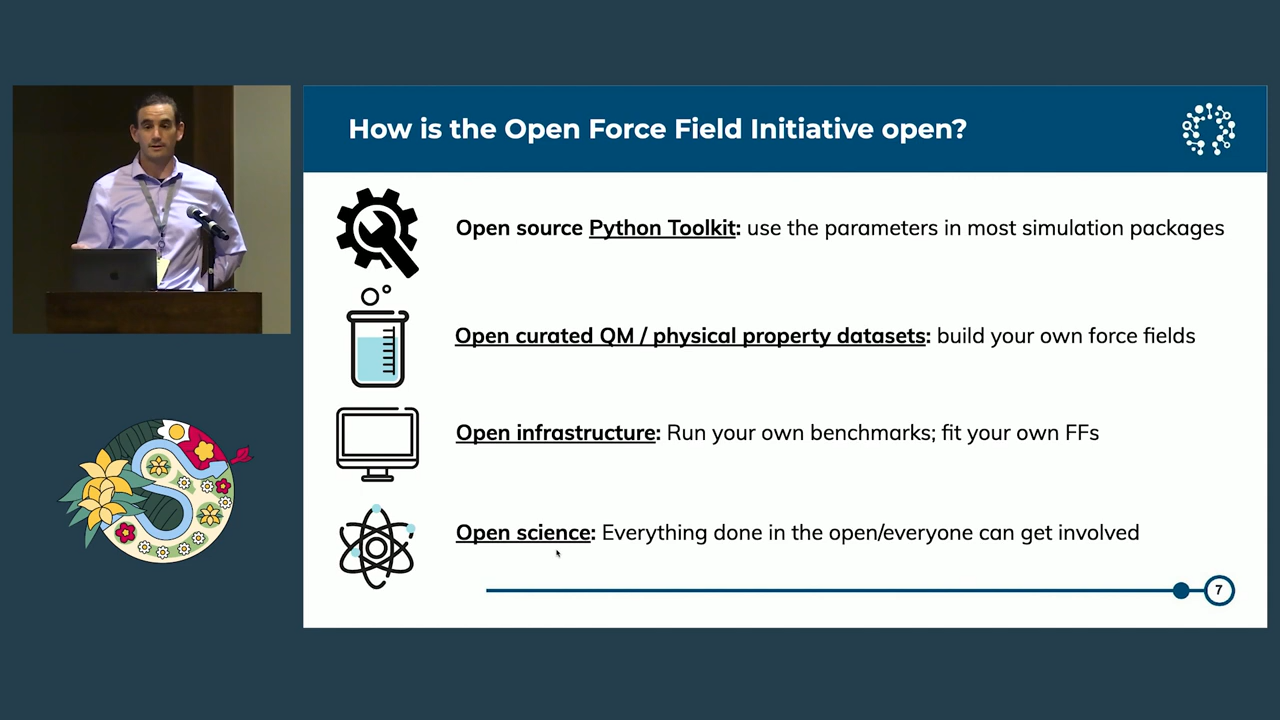 How is the Open Force Field Initiative open?
Open source Python Toolkit: use the parameters in most simulation packages
Open curated QM / physical property datasets: build your own force fields
Open infrastructure: Run your own benchmarks; fit your own FFs
Open science: Everything done in the open/everyone can get involved
7